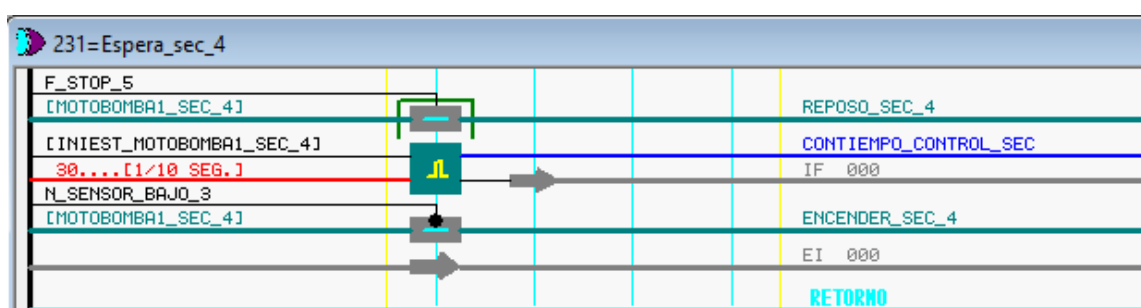 231=Espera_sec_4
F_STOP_5
[MOTOBOMBA1_SEC_4] REPOSO_SEC_4
[INIEST_MOTOBOMBA1_SEC_4] CONTIEMPO_CONTROL_SEC
30....[1/10 SEG.] IF 000
N_SENSOR_BAJO_3
[MOTOBOMBA1_SEC_4] ENCENDER_SEC_4
EI 000
RETORNO